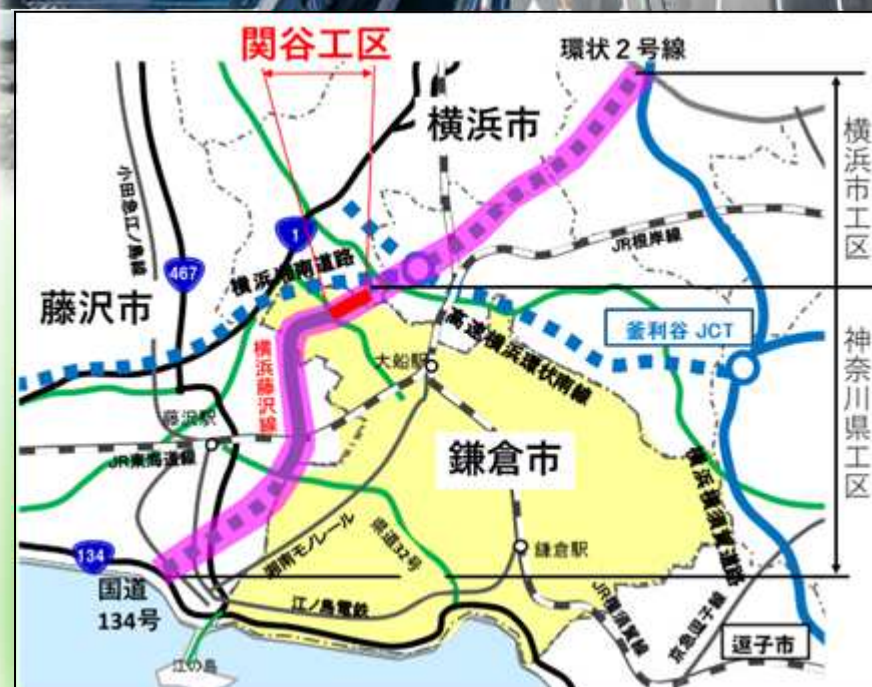 関谷工区
環状2号線
横浜市
横浜市工区
小田急江ノ島線
1
JR根岸線
467
横浜湘南道路
藤沢市
釜利谷 JCT
高速横浜環状南線
神奈川県工区
横浜藤沢線
大船駅
藤沢駅
JR東海道線
鎌倉市
横浜横須賀道路
県道32号
134
湘南モノレール
鎌倉駅
国道
134号
江ノ島電鉄
JR横須賀線
京急逗子線
逗子市
江の島